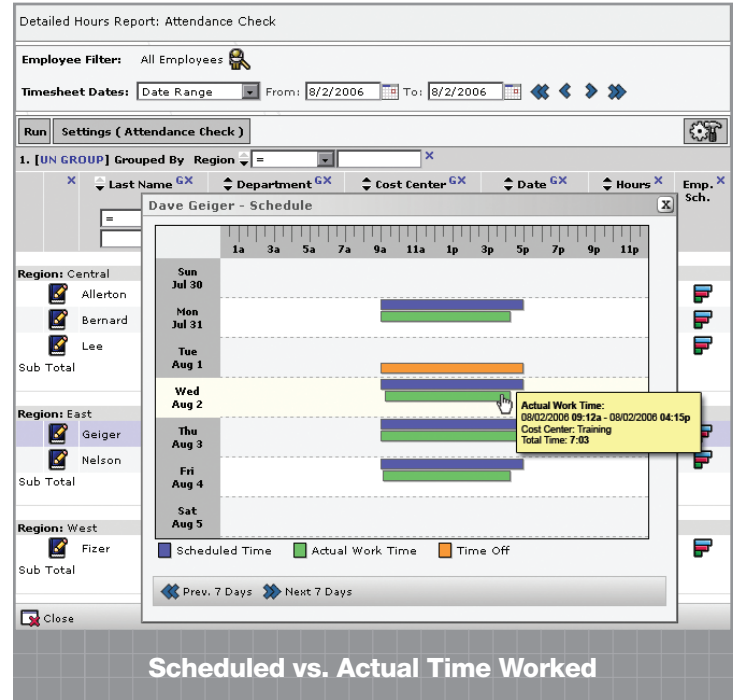 Detailed Hours Report: Attendance Check
Employee Filter: All Employees
Timesheet Dates: Date Range From: 8/2/2006 To: 8/2/2006
Run Settings ( Attendance Check )
1. [UN GROUP] Grouped By Region = X
X Last Name GX Department GX Cost Center GX Date GX Hours X Emp. X
Sch.
=
Dave Geiger - Schedule X
1a 3a 5a 7a 9a 11a 1p 3p 5p 7p 9p 11p
Region: Central
Allerton
Bernard
Lee
Sub Total
Region: East
Geiger
Nelson
Sub Total
Region: West
Fizer
Sub Total
Sun
Jul 30
Mon
Jul 31
Tue
Aug 1
Wed
Aug 2
Thu
Aug 3
Fri
Aug 4
Sat
Aug 5
Actual Work Time:
08/02/2006 09:12a - 08/02/2006 04:15p
Cost Center: Training
Total Time: 7:03
Scheduled Time Actual Work Time Time Off
Prev. 7 Days Next 7 Days
Close
Scheduled vs. Actual Time Worked